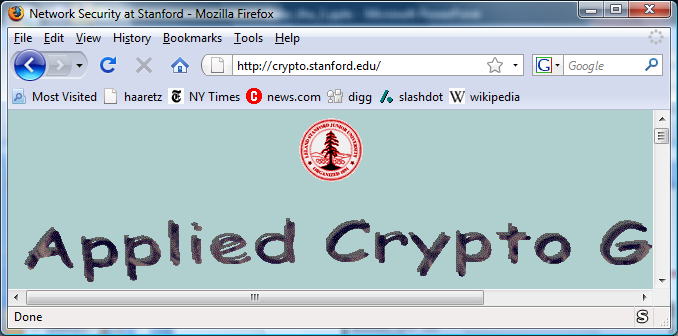 Network Security at Stanford - Mozilla Firefox
File Edit View History Bookmarks Tools Help
http://crypto.stanford.edu/ G Google
Most Visited haaretz NY Times news.com digg slashdot wikipedia
Applied Crypto G
Done